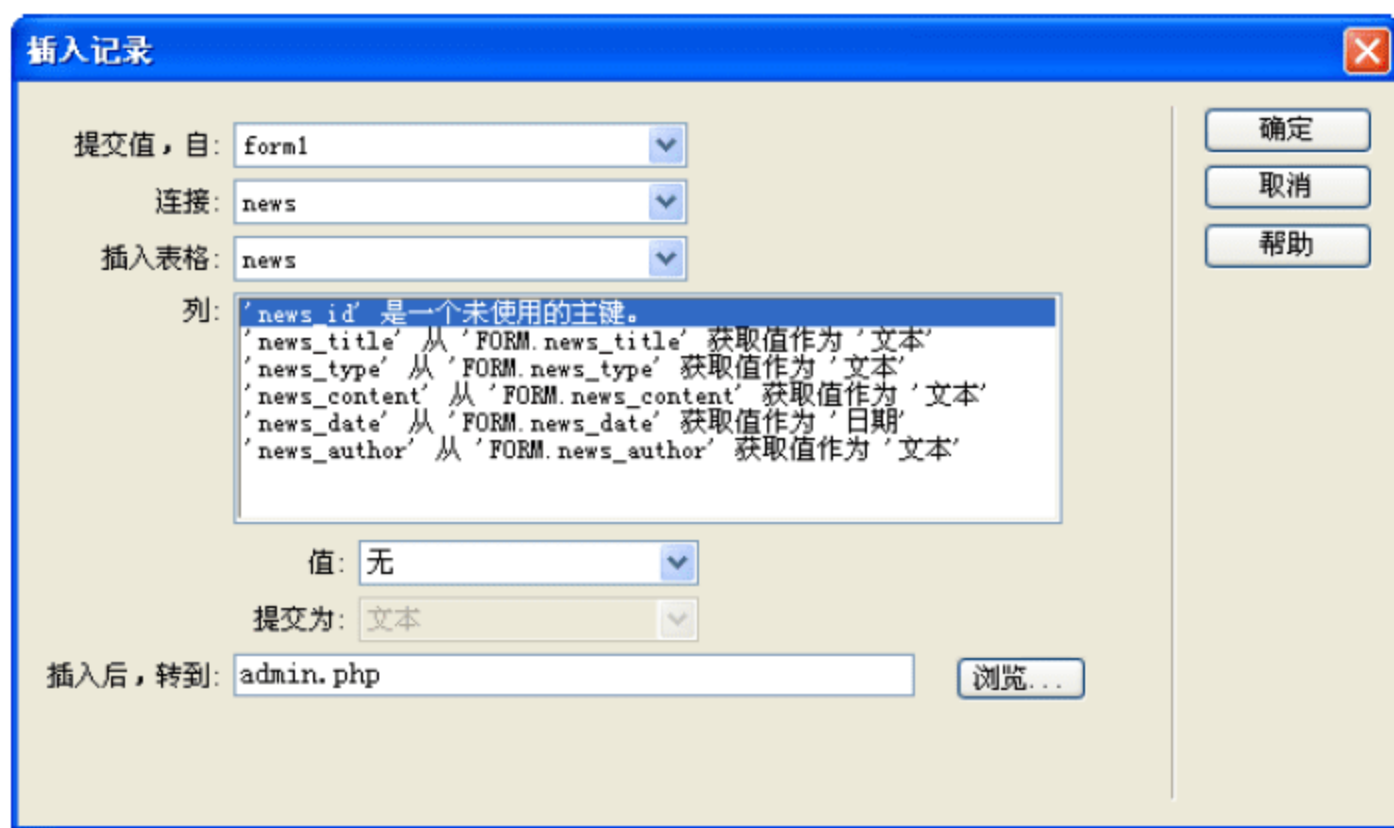 插入记录
提交值，自: form1
确定
连接: news
取消
插入表格: news
帮助
列: 'news_id' 是一个未使用的主键。
'news_title' 从 'FORM.news_title' 获取值作为 '文本'
'news_type' 从 'FORM.news_type' 获取值作为 '文本'
'news_content' 从 'FORM.news_content' 获取值作为 '文本'
'news_date' 从 'FORM.news_date' 获取值作为 '日期'
'news_author' 从 'FORM.news_author' 获取值作为 '文本'
值: 无
提交为: 文本
插入后，转到: admin.php 浏览...